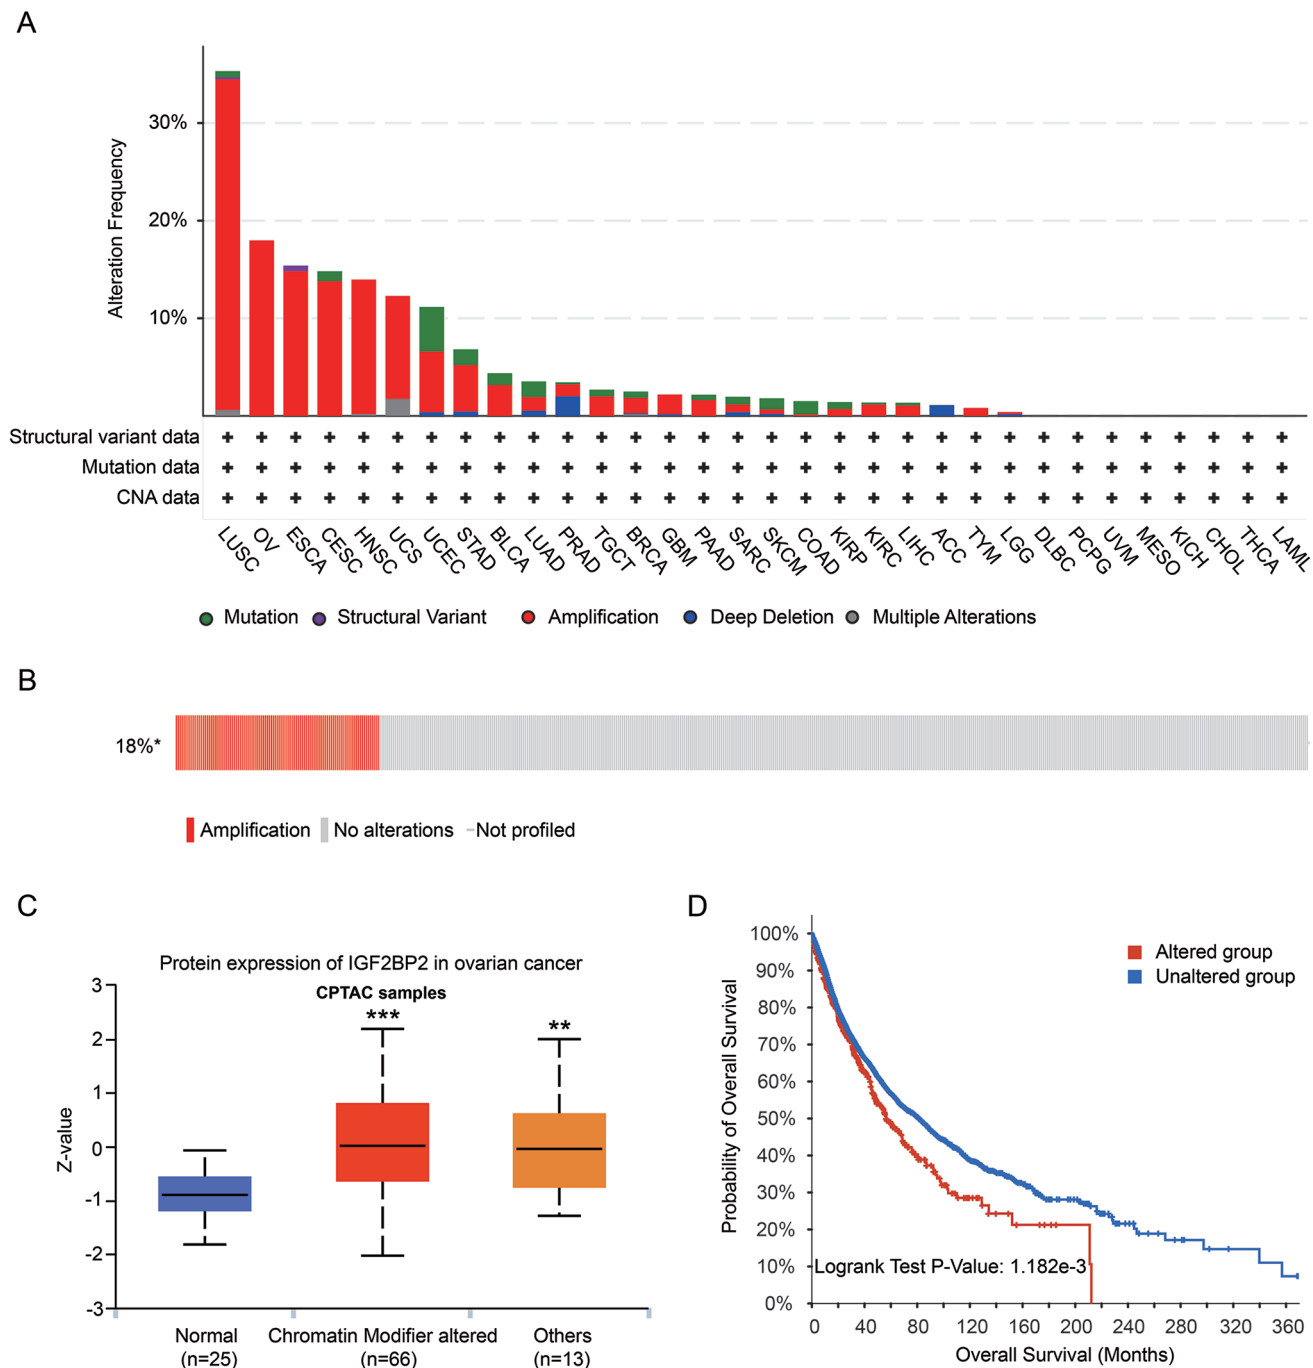 A
Alteration Frequency
30%
20%
10%
Structural variant data
Mutation data
CNA data
LUSC OV ESCA CESC HNSC UCS UCEC STAD BLCA LUAD PRAD TGCT BRCA GBM PAAD SARC SKCM COAD KIRP KIRC LIHC ACC TYM LGG DLBC PCPG UVM MESO KICH CHOL THCA LAML
Mutation Structural Variant Amplification Deep Deletion Multiple Alterations
B
18%*
Amplification No alterations Not profiled
C
Protein expression of IGF2BP2 in ovarian cancer
CPTAC samples
*** **
Z-value
3
2
1
0
-1
-2
-3
Normal Chromatin Modifier altered Others
(n=25) (n=66) (n=13)
D
Probability of Overall Survival
100%
90%
80%
70%
60%
50%
40%
30%
20%
10%
0%
Altered group
Unaltered group
Logrank Test P-Value: 1.182e-3
0 40 80 120 160 200 240 280 320 360
Overall Survival (Months)